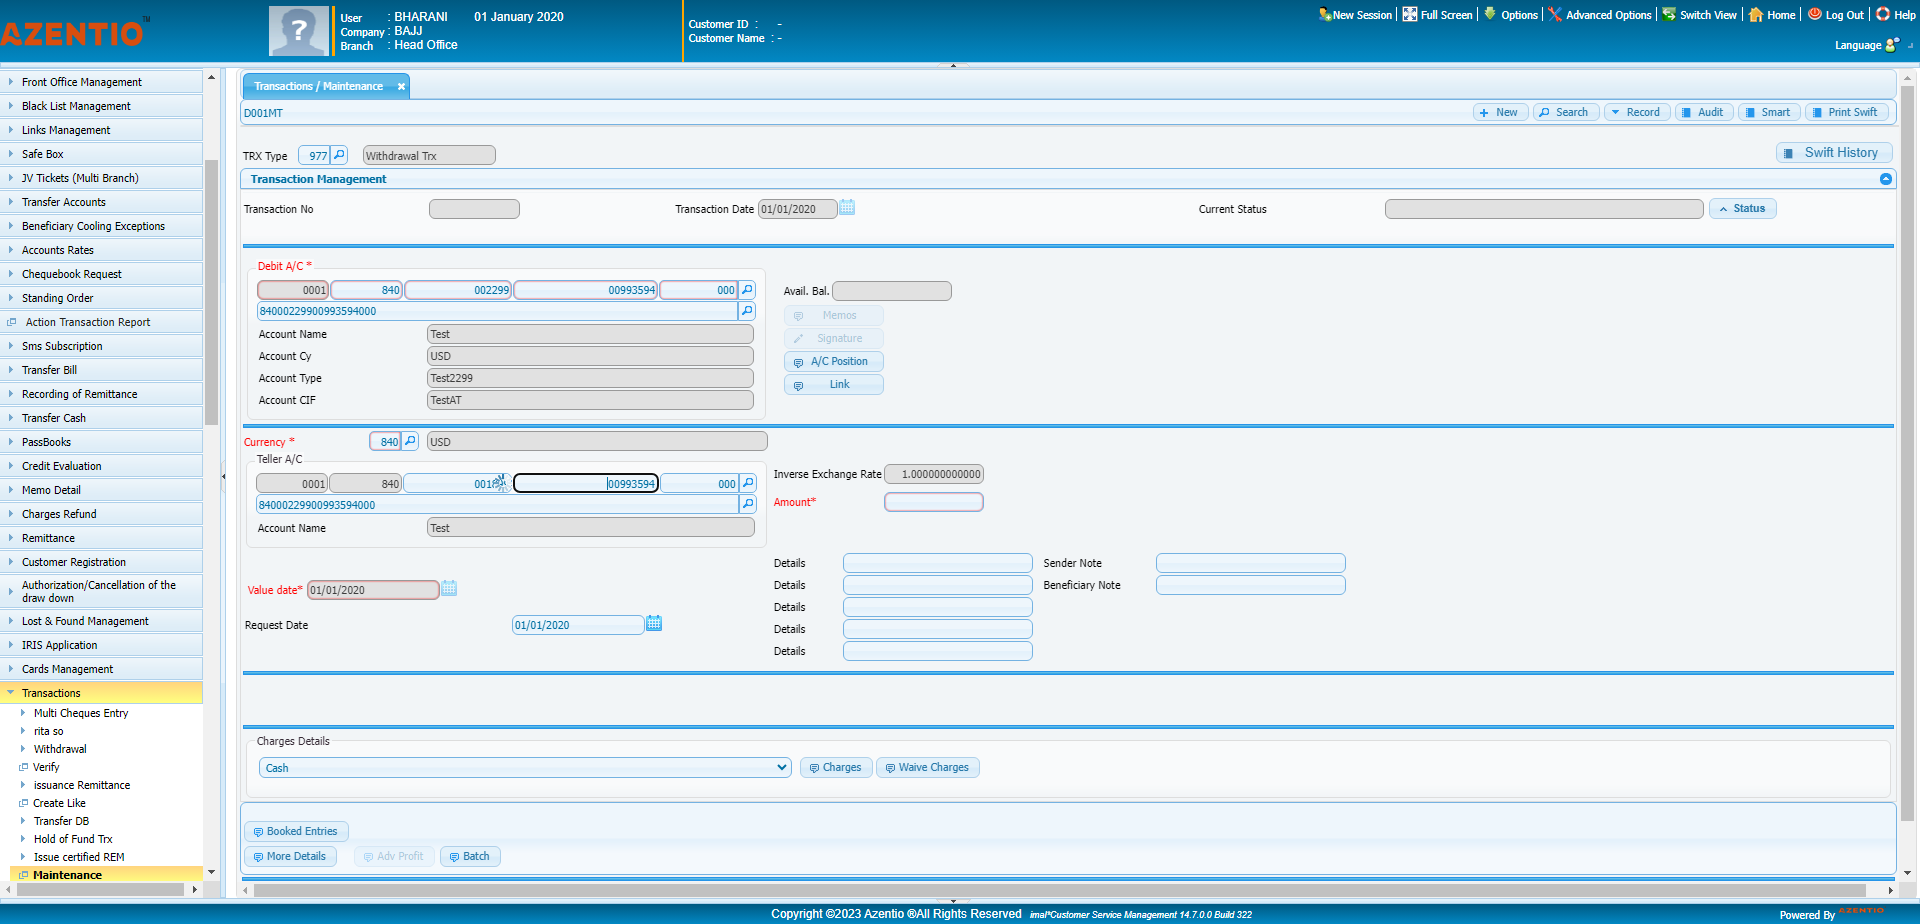 AZENTIO™
User : BHARANI 01 January 2020
Company : BAJJ
Branch : Head Office
Customer ID : -
Customer Name : -
New Session Full Screen Options Advanced Options Switch View Home Log Out Help
Language
Front Office Management
Black List Management
Links Management
Safe Box
JV Tickets (Multi Branch)
Transfer Accounts
Beneficiary Cooling Exceptions
Accounts Rates
Chequebook Request
Standing Order
Action Transaction Report
Sms Subscription
Transfer Bill
Recording of Remittance
Transfer Cash
PassBooks
Credit Evaluation
Memo Detail
Charges Refund
Remittance
Customer Registration
Authorization/Cancellation of the
draw down
Lost & Found Management
IRIS Application
Cards Management
Transactions
Multi Cheques Entry
rita so
Withdrawal
Verify
issuance Remittance
Create Like
Transfer DB
Hold of Fund Trx
Issue certified REM
Maintenance
Transactions / Maintenance
D001MT
New Search Record Audit Smart Print Swift
TRX Type 977 Withdrawal Trx Swift History
Transaction Management
Transaction No Transaction Date 01/01/2020 Current Status Status
Debit A/C *
0001 840 002299 00993594 000
84000229900993594000
Account Name Test
Account Cy USD
Account Type Test2299
Account CIF TestAT
Avail. Bal.
Memos
Signature
A/C Position
Link
Currency * 840 USD
Teller A/C
0001 840 00993594 000
84000229900993594000
Account Name Test
Inverse Exchange Rate 1.000000000000
Amount*
Value date* 01/01/2020
Request Date 01/01/2020
Details Sender Note
Details Beneficiary Note
Details
Details
Details
Charges Details
Cash Charges Waive Charges
Booked Entries
More Details Adv Profit Batch
Copyright ©2023 Azentio ®All Rights Reserved imal*Customer Service Management 14.7.0.0 Build 322
Powered By AZENTIO